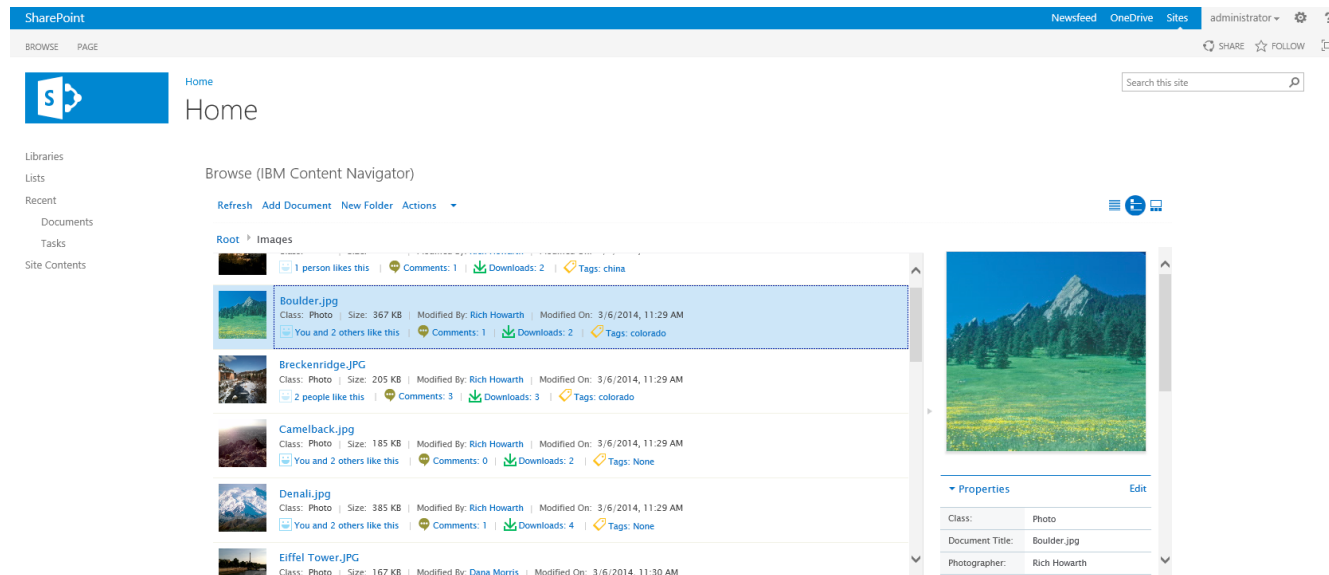 SharePoint Newsfeed OneDrive Sites administrator ?
BROWSE PAGE SHARE FOLLOW
S
Home
Search this site
Home
Libraries
Lists
Recent
Documents
Tasks
Site Contents
Browse (IBM Content Navigator)
Refresh Add Document New Folder Actions
Root Images
1 person likes this | Comments: 1 | Downloads: 2 | Tags: china
Boulder.jpg
Class: Photo | Size: 367 KB | Modified By: Rich Howarth | Modified On: 3/6/2014, 11:29 AM
You and 2 others like this | Comments: 1 | Downloads: 2 | Tags: colorado
Breckenridge.JPG
Class: Photo | Size: 205 KB | Modified By: Rich Howarth | Modified On: 3/6/2014, 11:29 AM
2 people like this | Comments: 3 | Downloads: 3 | Tags: colorado
Camelback.jpg
Class: Photo | Size: 185 KB | Modified By: Rich Howarth | Modified On: 3/6/2014, 11:29 AM
You and 2 others like this | Comments: 0 | Downloads: 2 | Tags: None
Denali.jpg
Class: Photo | Size: 385 KB | Modified By: Rich Howarth | Modified On: 3/6/2014, 11:29 AM
You and 2 others like this | Comments: 1 | Downloads: 4 | Tags: None
Eiffel Tower.JPG
Class: Photo | Size: 167 KB | Modified By: Dana Morris | Modified On: 3/6/2014, 11:30 AM
Properties Edit
Class: Photo
Document Title: Boulder.jpg
Photographer: Rich Howarth